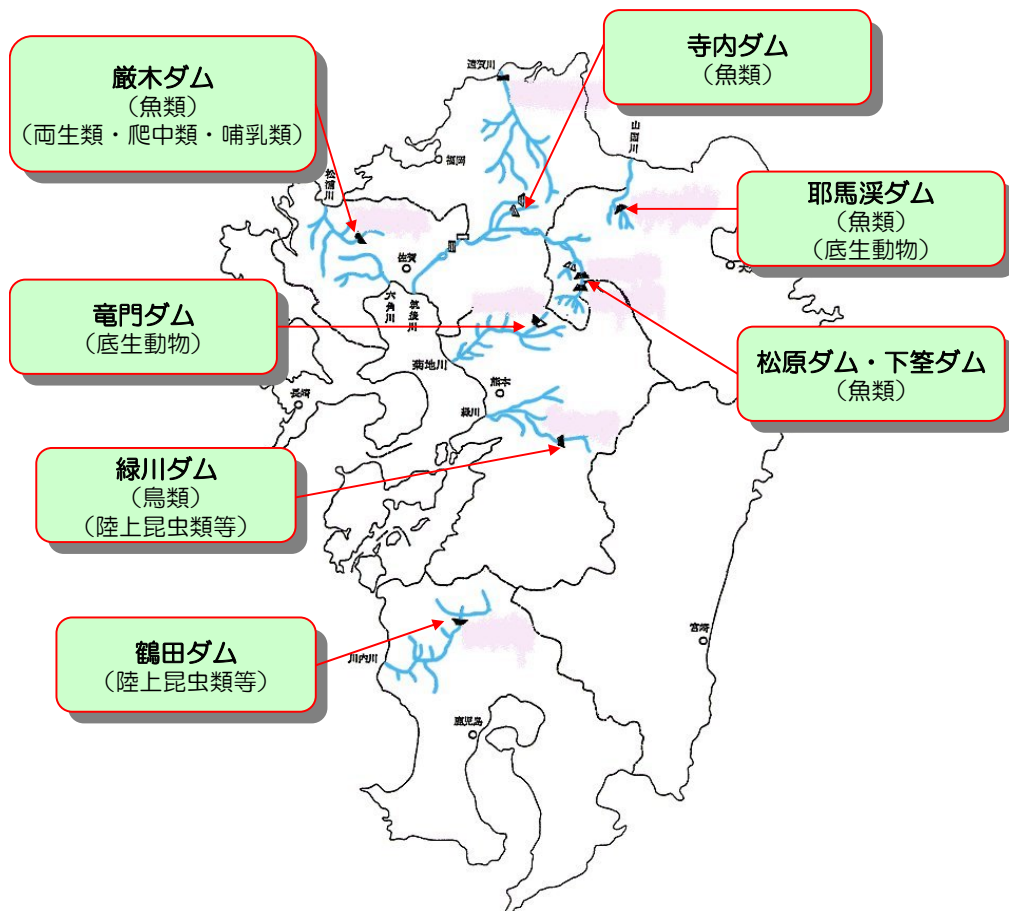 厳木ダム
（魚類）
（両生類・爬中類・哺乳類）
寺内ダム
（魚類）
耶馬渓ダム
（魚類）
（底生動物）
竜門ダム
（底生動物）
松原ダム・下筌ダム
（魚類）
緑川ダム
（鳥類）
（陸上昆虫類等）
鶴田ダム
（陸上昆虫類等）
遠賀川
福岡
山国川
松浦川
佐賀
六角川
筑後川
菊地川
長崎
熊本
緑川
川内川
宮崎
鹿児島